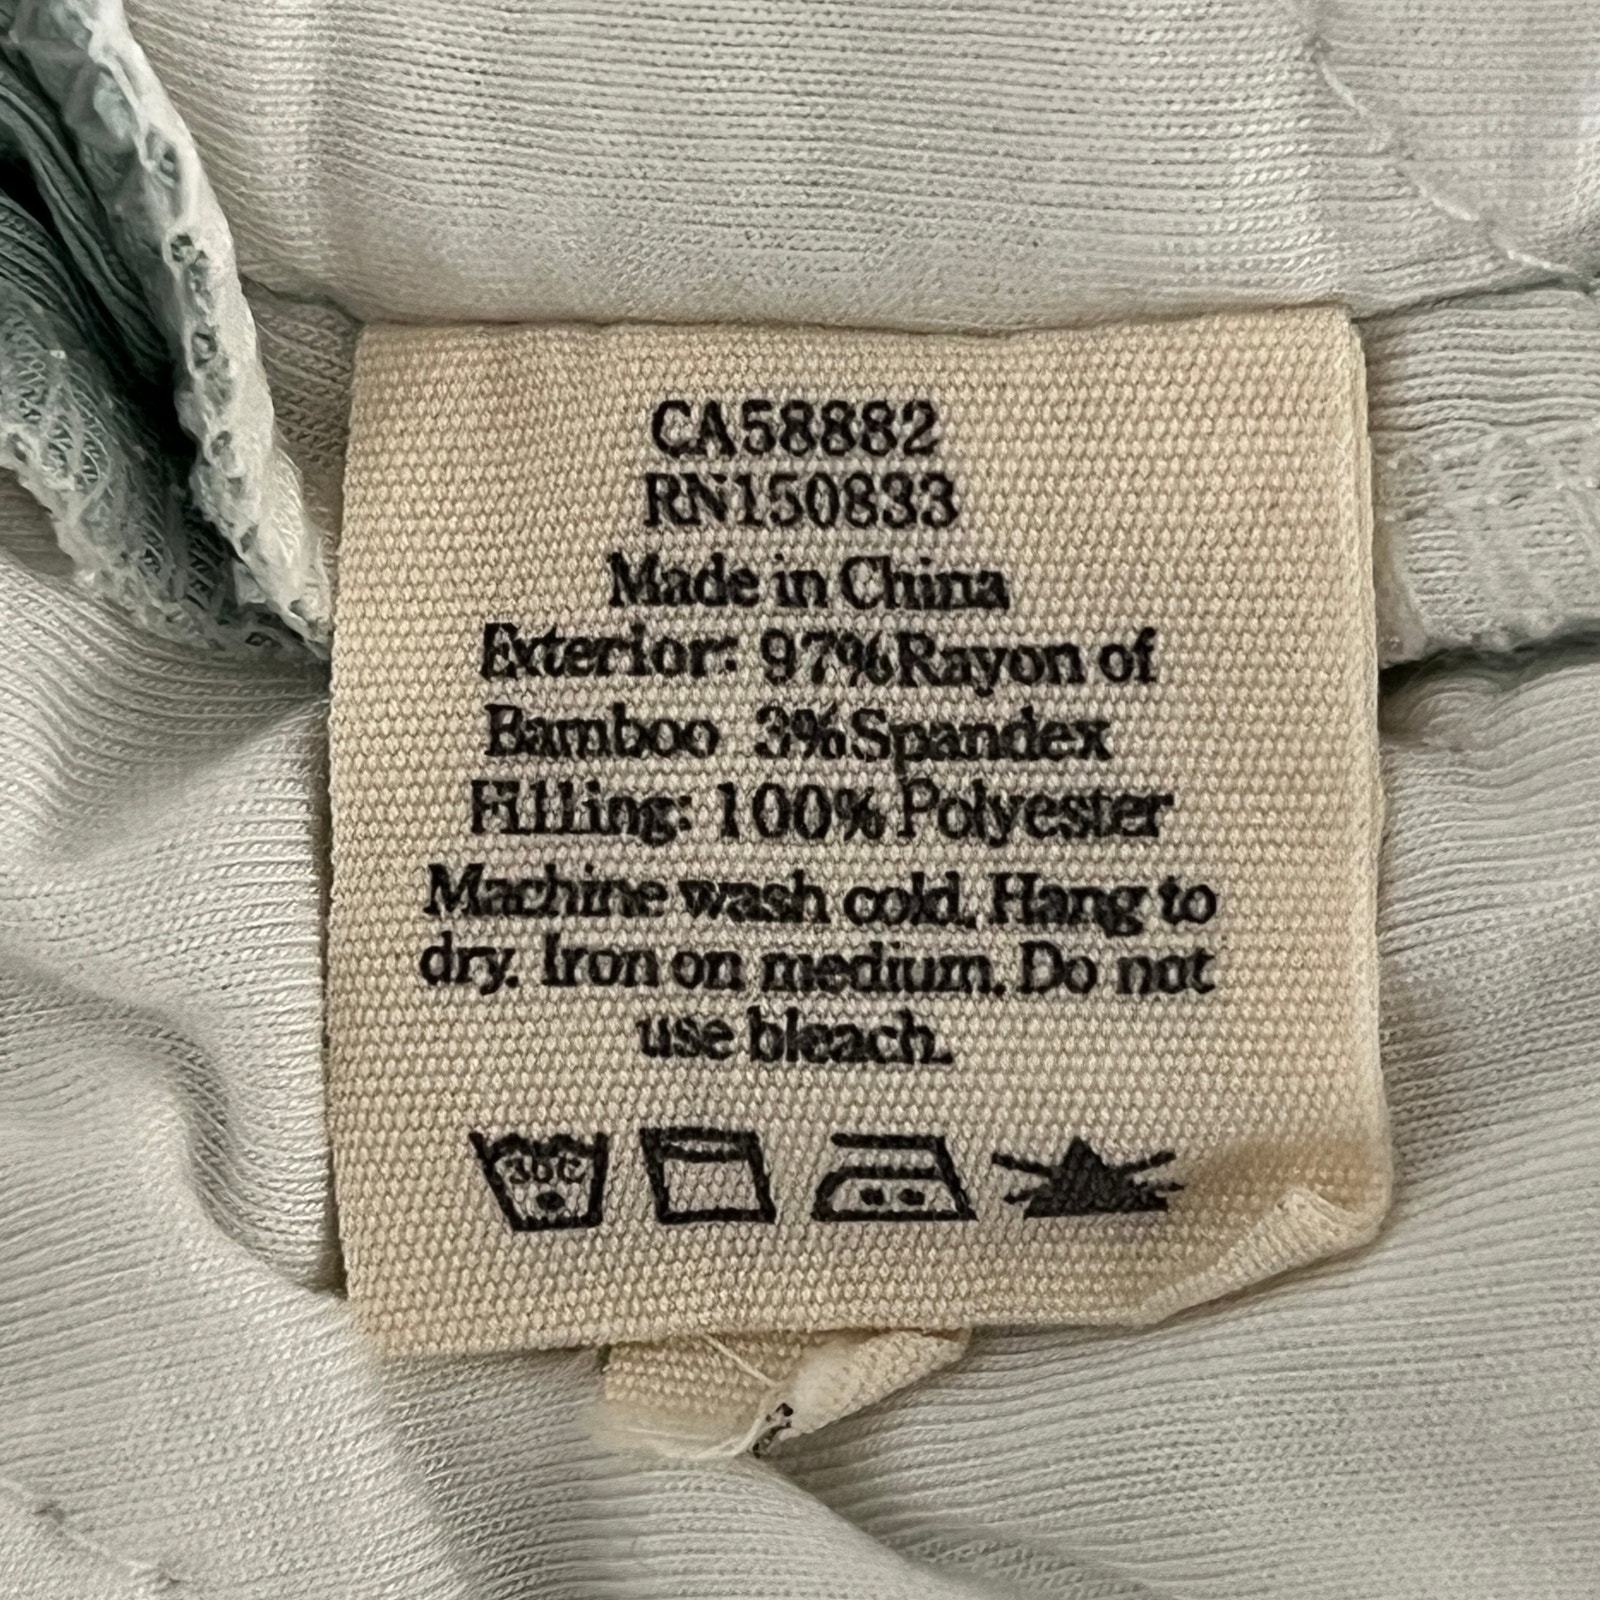 CA58882
RN150833
Made in China
Exterior: 97%Rayon of
Bamboo 3%Spandex
Filling: 100% Polyester
Machine wash cold. Hang to
dry. Iron on medium. Do not
use bleach.
30C